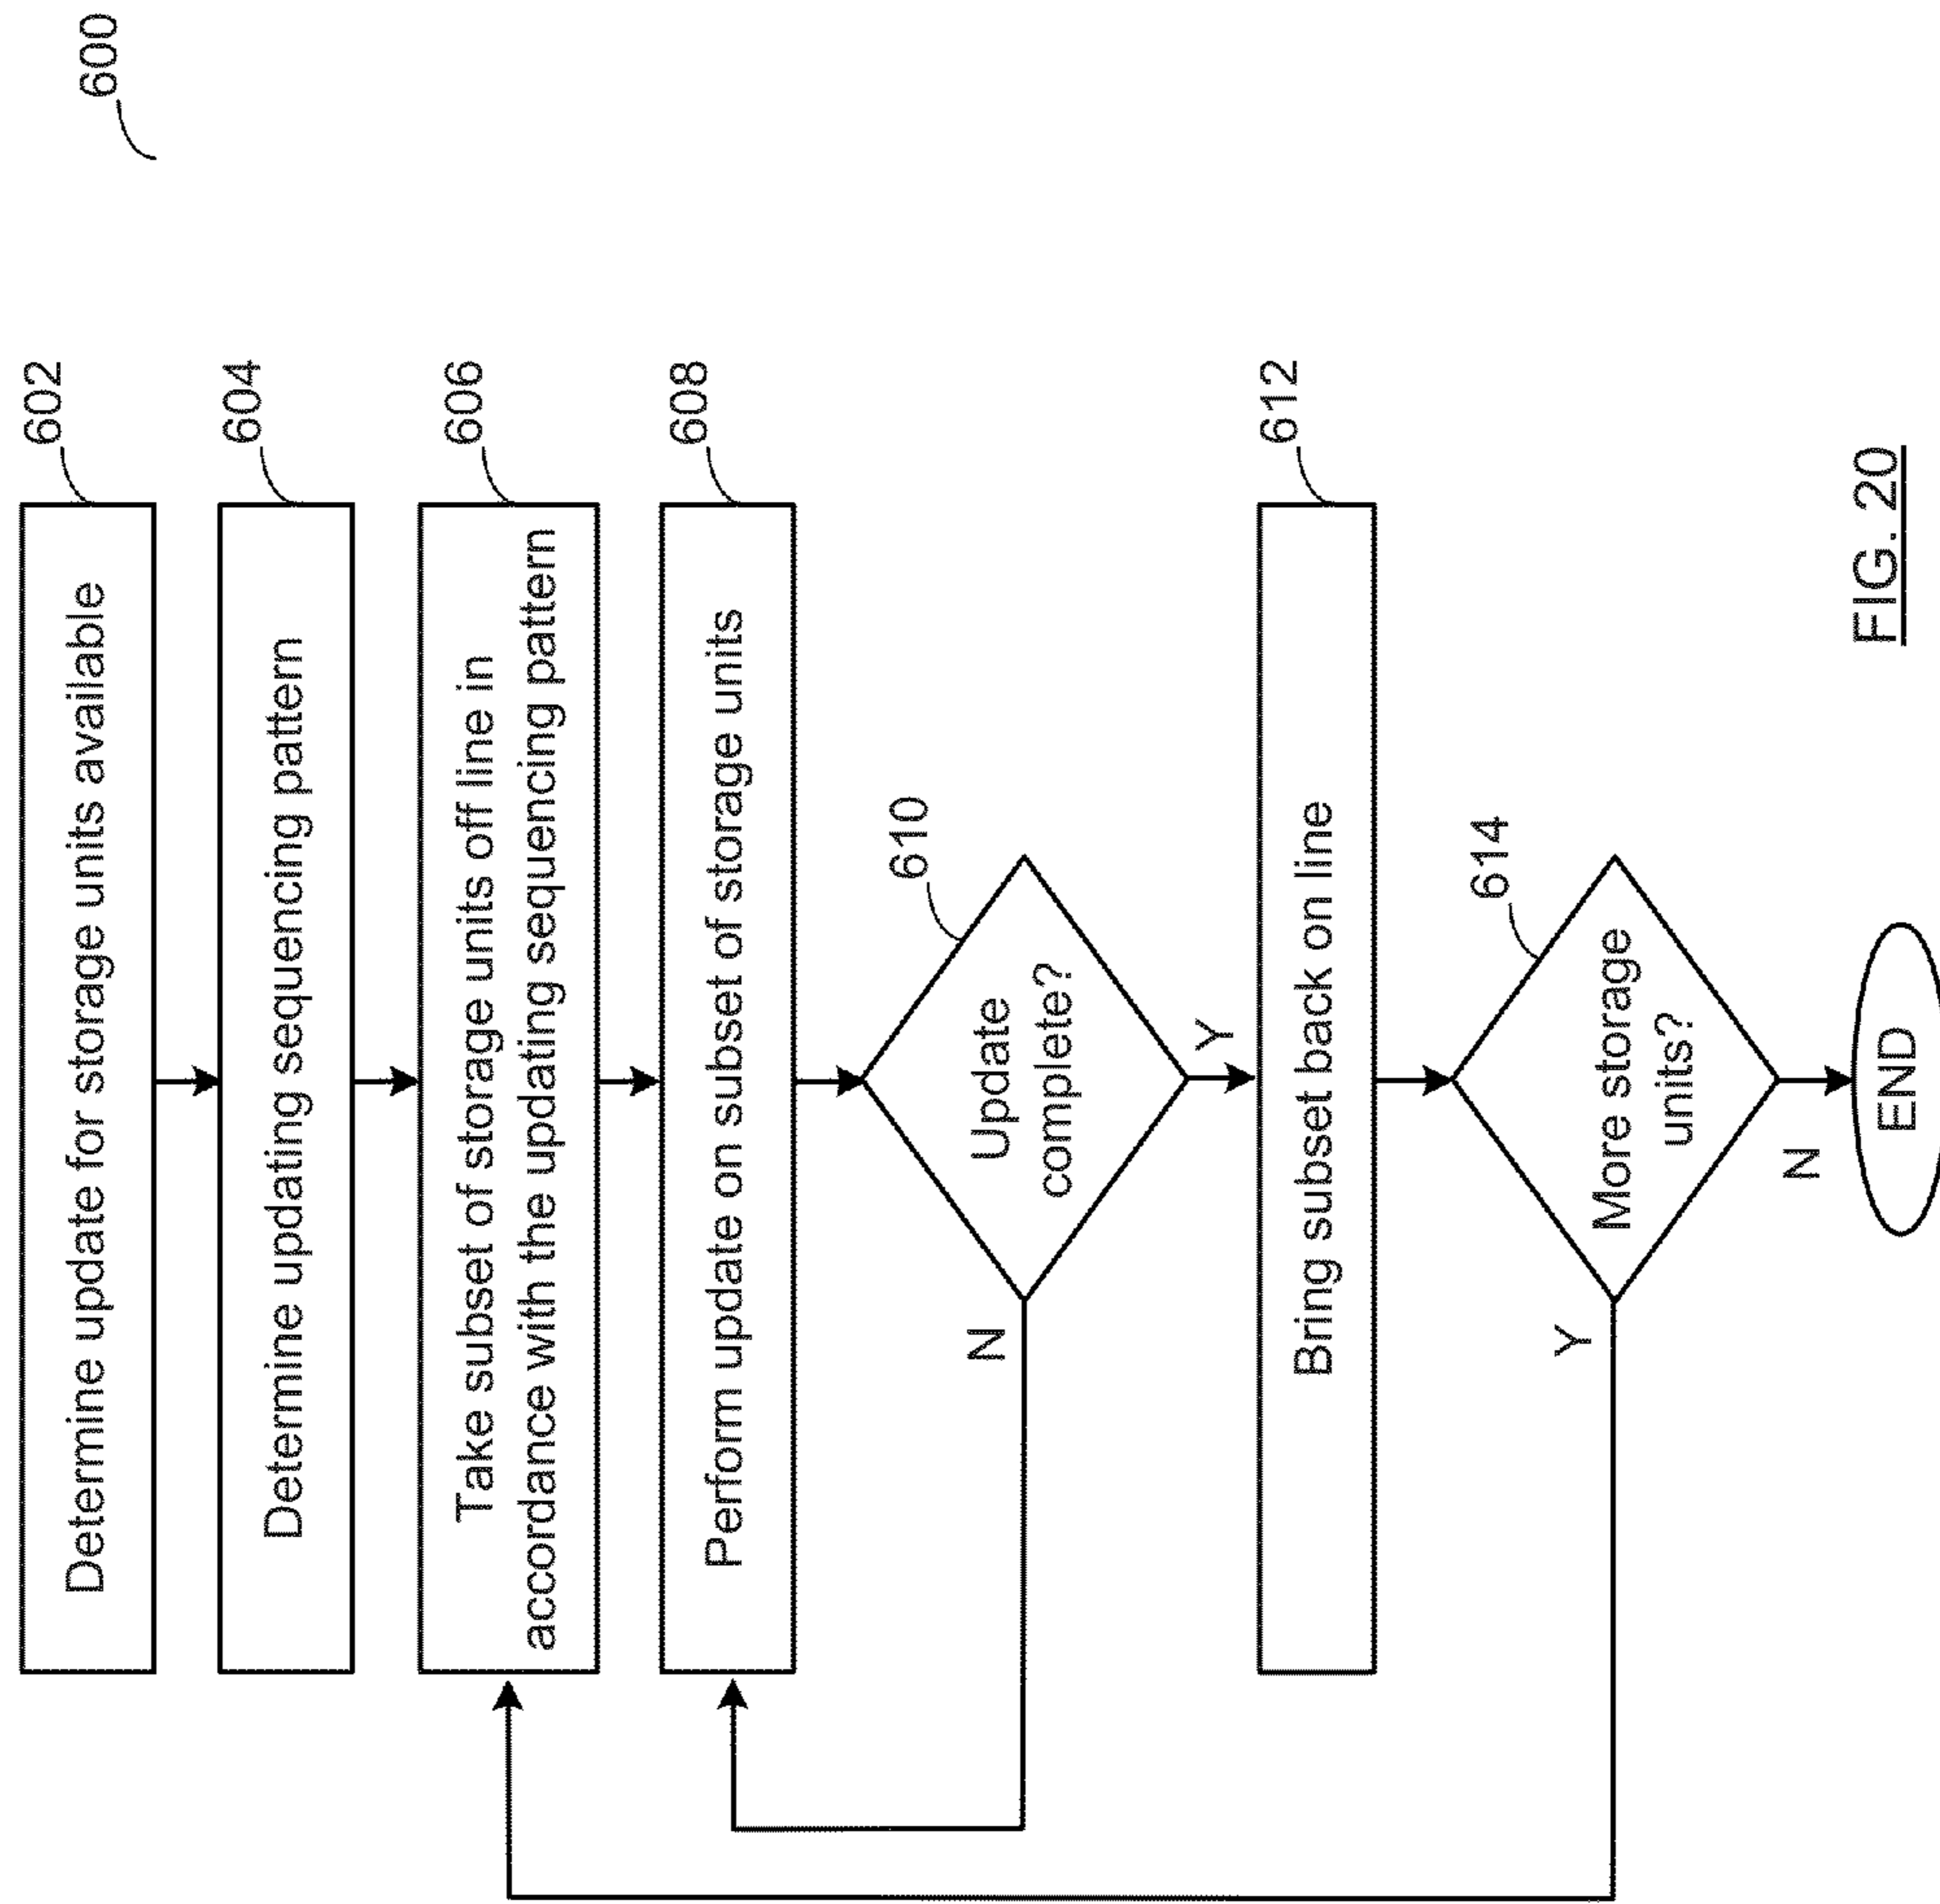 600
602
Determine update for storage units available
604
Determine updating sequencing pattern
606
Take subset of storage units off line in
accordance with the updating sequencing pattern
608
Perform update on subset of storage units
610
Update
complete?
N
Y
612
Bring subset back on line
614
More storage
units?
Y
N
END
FIG. 20